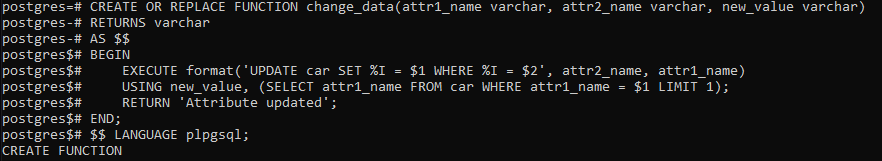 postgres=# CREATE OR REPLACE FUNCTION change_data(attr1_name varchar, attr2_name varchar, new_value varchar)
postgres-# RETURNS varchar
postgres-# AS $$
postgres$# BEGIN
postgres$#     EXECUTE format('UPDATE car SET %I = $1 WHERE %I = $2', attr2_name, attr1_name)
postgres$#     USING new_value, (SELECT attr1_name FROM car WHERE attr1_name = $1 LIMIT 1);
postgres$#     RETURN 'Attribute updated';
postgres$# END;
postgres$# $$ LANGUAGE plpgsql;
CREATE FUNCTION